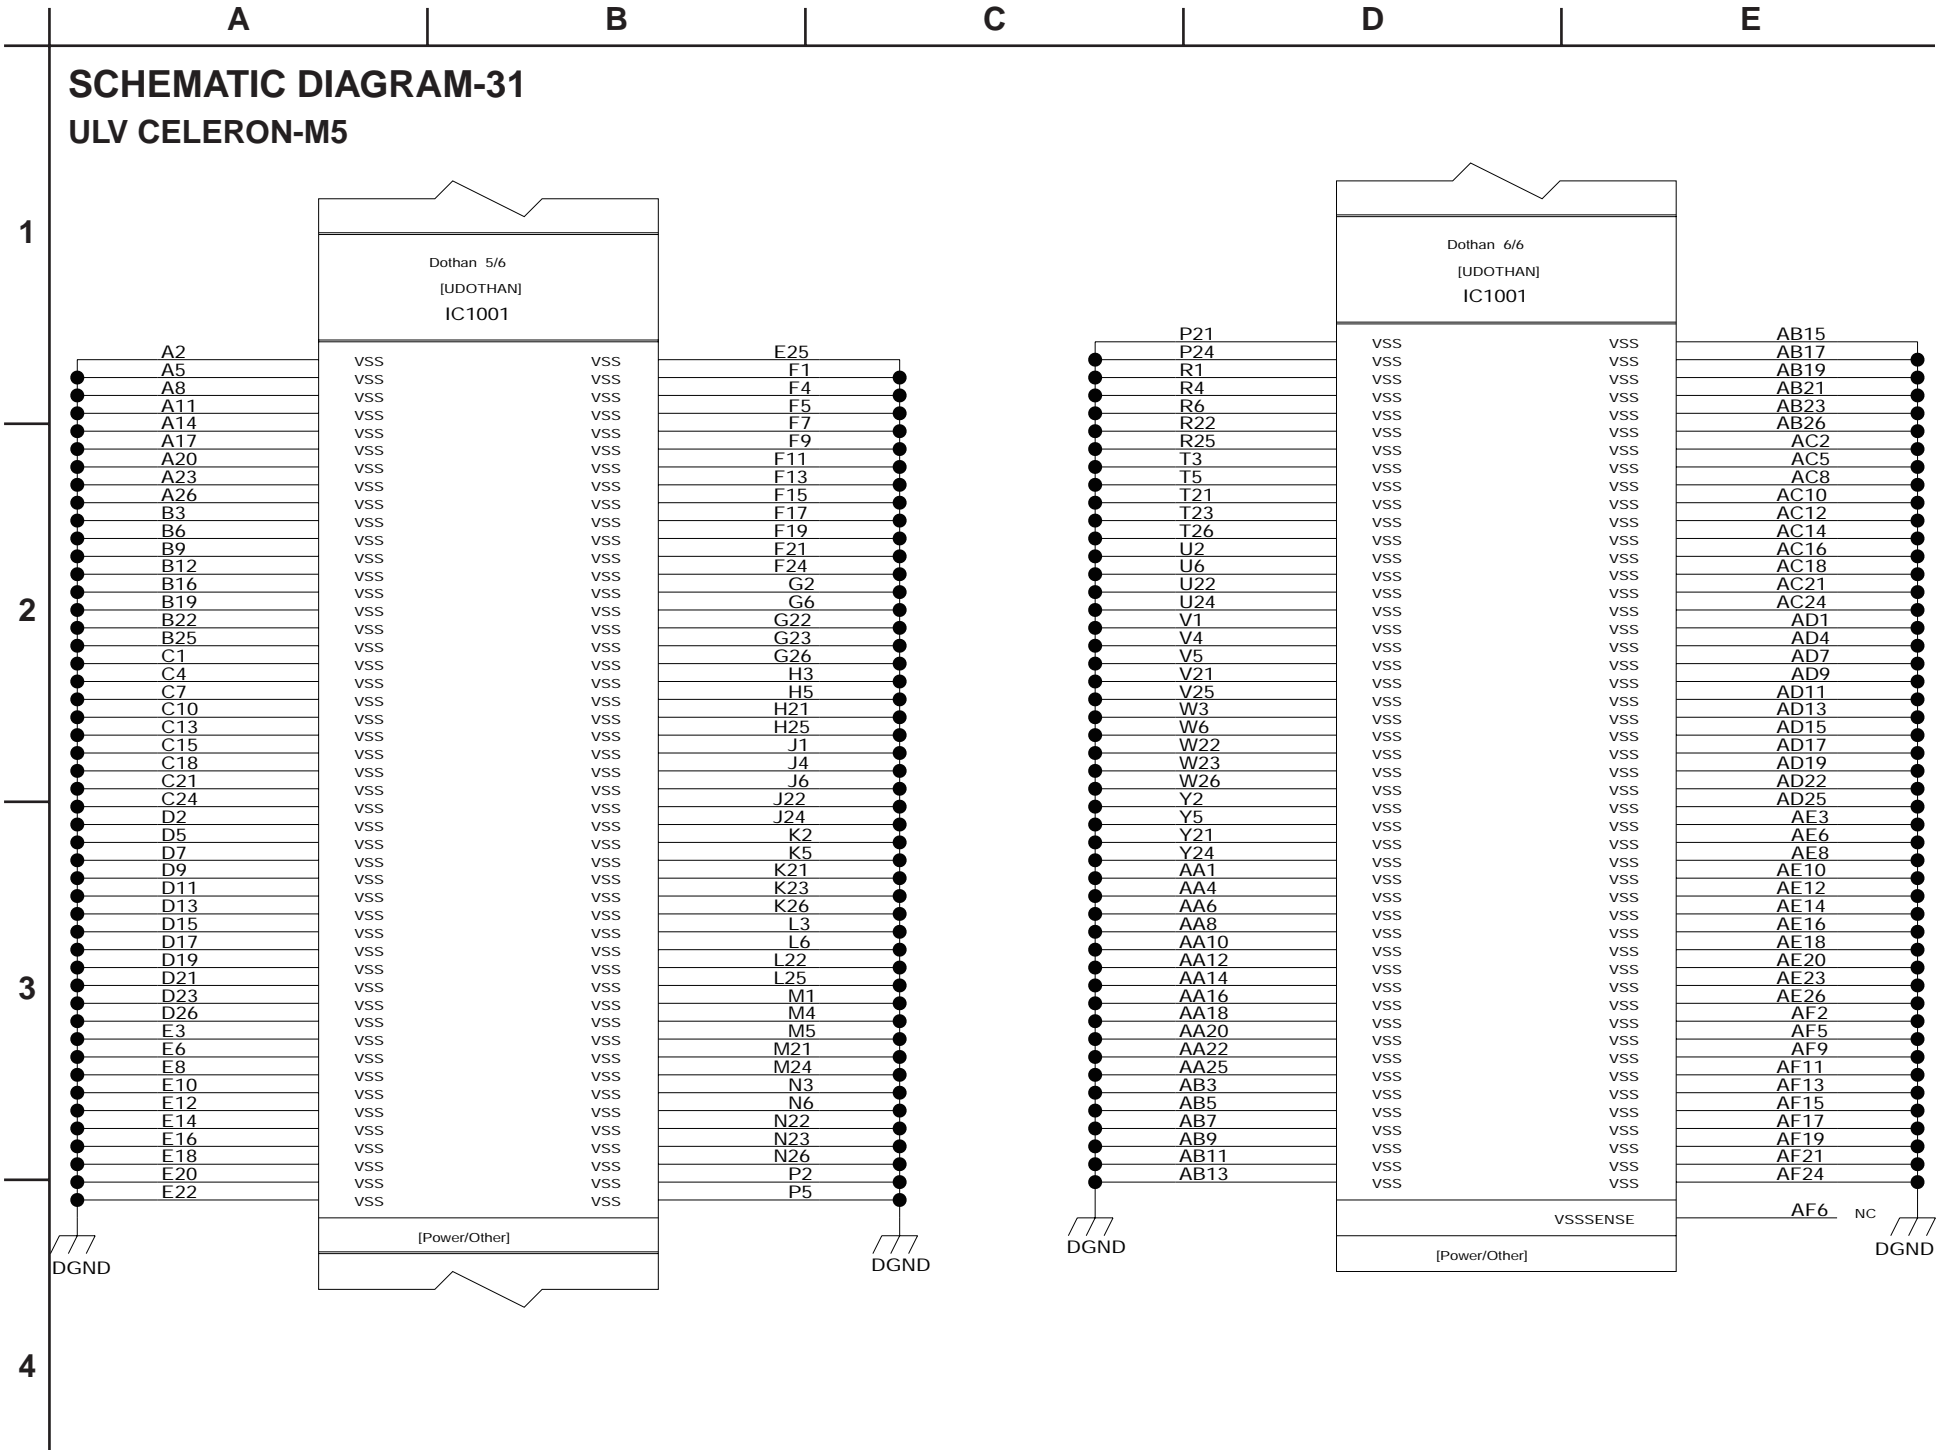 A B C D E
SCHEMATIC DIAGRAM-31
ULV CELERON-M5
1
2
3
4
Dothan 5/6
[UDOTHAN]
IC1001
A2 VSS VSS E25
A5 VSS VSS F1
A8 VSS VSS F4
A11 VSS VSS F5
A14 VSS VSS F7
A17 VSS VSS F9
A20 VSS VSS F11
A23 VSS VSS F13
A26 VSS VSS F15
B3 VSS VSS F17
B6 VSS VSS F19
B9 VSS VSS F21
B12 VSS VSS F24
B16 VSS VSS G2
B19 VSS VSS G6
B22 VSS VSS G22
B25 VSS VSS G23
C1 VSS VSS G26
C4 VSS VSS H3
C7 VSS VSS H5
C10 VSS VSS H21
C13 VSS VSS H25
C15 VSS VSS J1
C18 VSS VSS J4
C21 VSS VSS J6
C24 VSS VSS J22
D2 VSS VSS J24
D5 VSS VSS K2
D7 VSS VSS K5
D9 VSS VSS K21
D11 VSS VSS K23
D13 VSS VSS K26
D15 VSS VSS L3
D17 VSS VSS L6
D19 VSS VSS L22
D21 VSS VSS L25
D23 VSS VSS M1
D26 VSS VSS M4
E3 VSS VSS M5
E6 VSS VSS M21
E8 VSS VSS M24
E10 VSS VSS N3
E12 VSS VSS N6
E14 VSS VSS N22
E16 VSS VSS N23
E18 VSS VSS N26
E20 VSS VSS P2
E22 VSS VSS P5
[Power/Other]
DGND DGND
Dothan 6/6
[UDOTHAN]
IC1001
P21 VSS VSS AB15
P24 VSS VSS AB17
R1 VSS VSS AB19
R4 VSS VSS AB21
R6 VSS VSS AB23
R22 VSS VSS AB26
R25 VSS VSS AC2
T3 VSS VSS AC5
T5 VSS VSS AC8
T21 VSS VSS AC10
T23 VSS VSS AC12
T26 VSS VSS AC14
U2 VSS VSS AC16
U6 VSS VSS AC18
U22 VSS VSS AC21
U24 VSS VSS AC24
V1 VSS VSS AD1
V4 VSS VSS AD4
V5 VSS VSS AD7
V21 VSS VSS AD9
V25 VSS VSS AD11
W3 VSS VSS AD13
W6 VSS VSS AD15
W22 VSS VSS AD17
W23 VSS VSS AD19
W26 VSS VSS AD22
Y2 VSS VSS AD25
Y5 VSS VSS AE3
Y21 VSS VSS AE6
Y24 VSS VSS AE8
AA1 VSS VSS AE10
AA4 VSS VSS AE12
AA6 VSS VSS AE14
AA8 VSS VSS AE16
AA10 VSS VSS AE18
AA12 VSS VSS AE20
AA14 VSS VSS AE23
AA16 VSS VSS AE26
AA18 VSS VSS AF2
AA20 VSS VSS AF5
AA22 VSS VSS AF9
AA25 VSS VSS AF11
AB3 VSS VSS AF13
AB5 VSS VSS AF15
AB7 VSS VSS AF17
AB9 VSS VSS AF19
AB11 VSS VSS AF21
AB13 VSS VSS AF24
VSSSENSE AF6 NC
[Power/Other]
DGND DGND